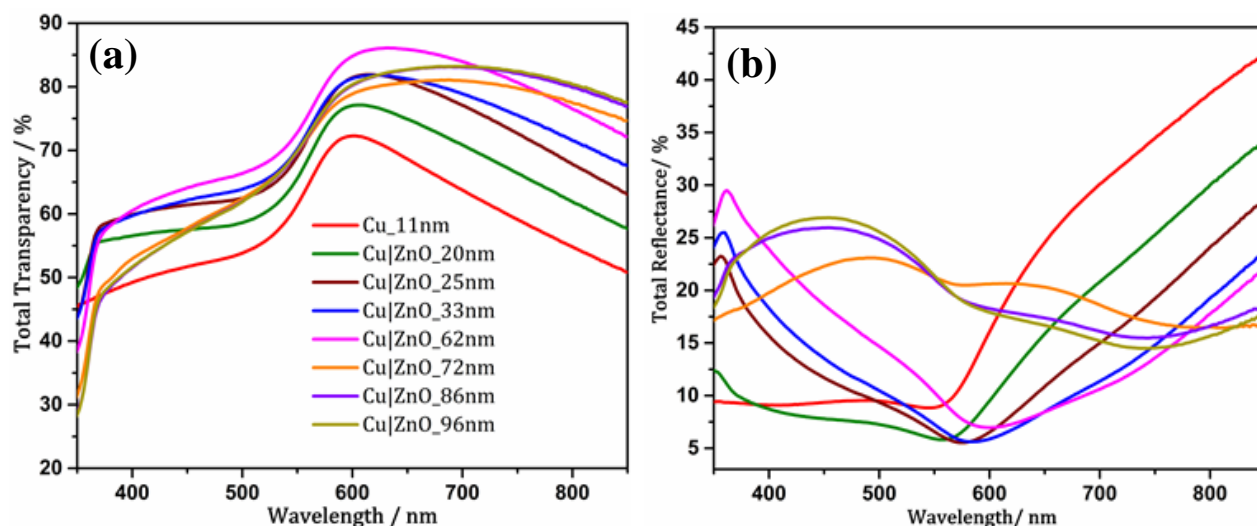 (a)
Total Transparency / %
90
80
70
60
50
40
30
20
Cu_11nm
Cu|ZnO_20nm
Cu|ZnO_25nm
Cu|ZnO_33nm
Cu|ZnO_62nm
Cu|ZnO_72nm
Cu|ZnO_86nm
Cu|ZnO_96nm
400 500 600 700 800
Wavelength / nm
(b)
Total Reflectance/ %
45
40
35
30
25
20
15
10
5
400 500 600 700 800
Wavelength/ nm